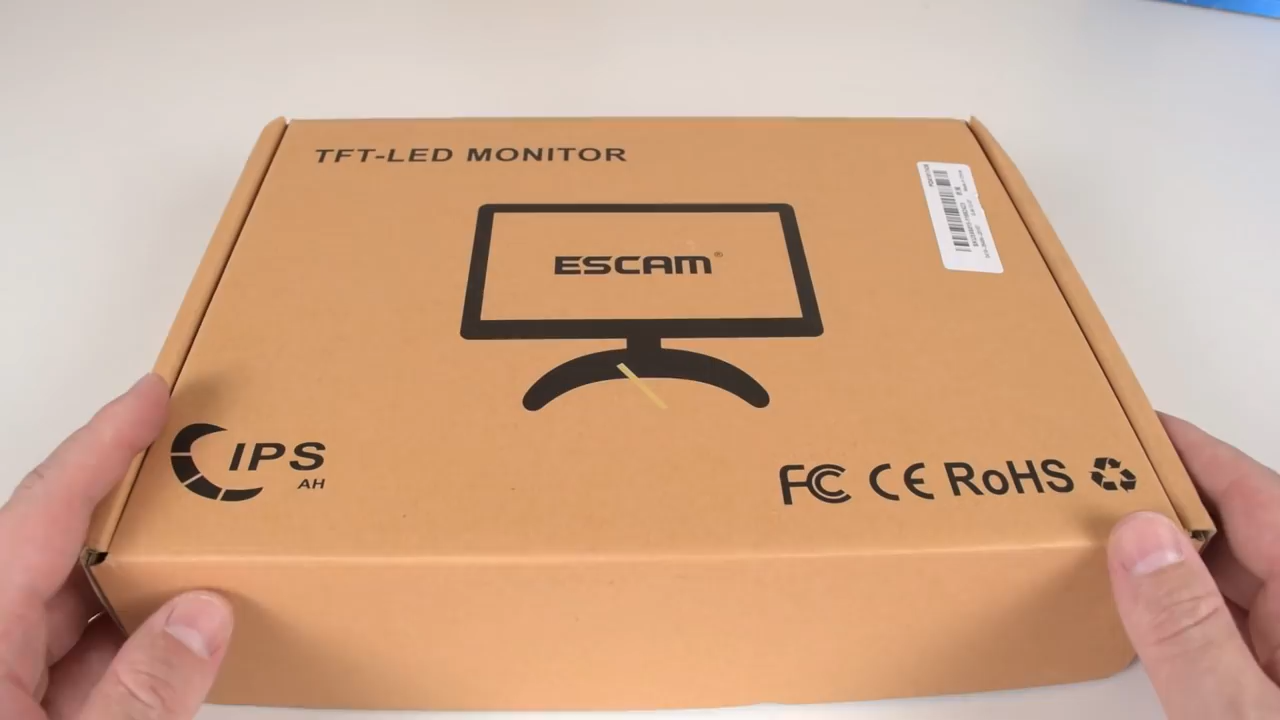 TFT-LED MONITOR
ESCAM®
IPS
AH
FC CE RoHS